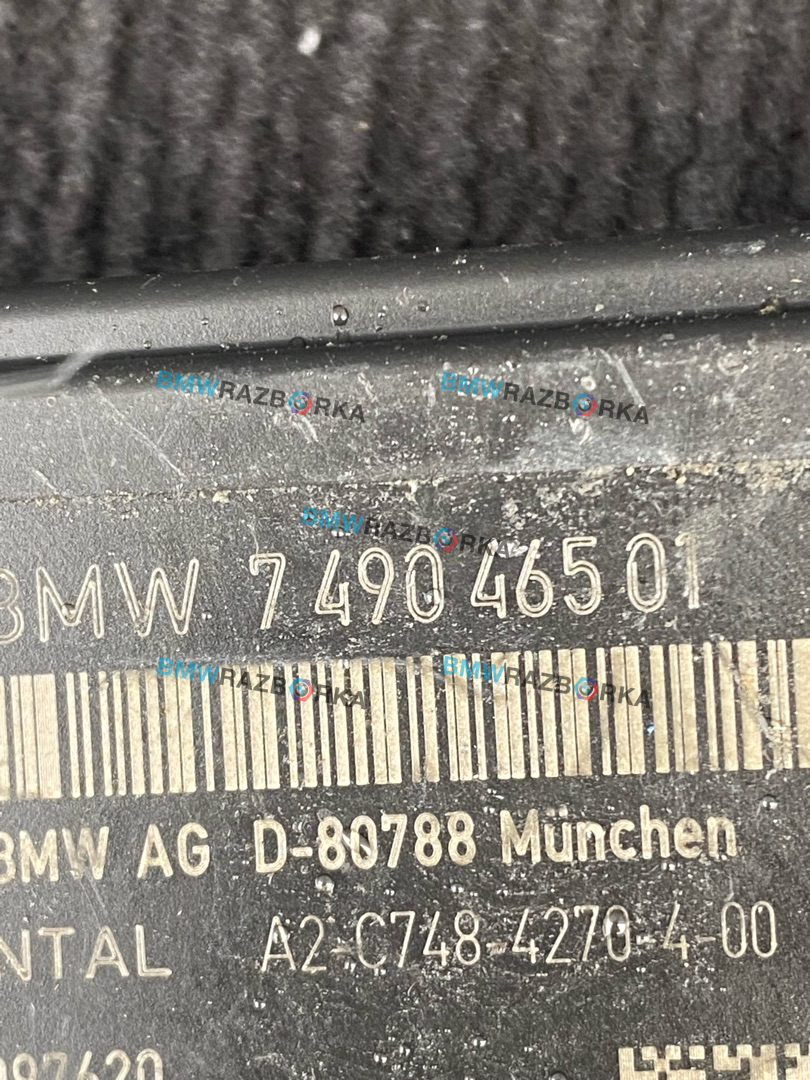 BMWRAZBORKA BMWRAZBORKA
BMWRAZBORKA
BMW 7 490 465 01
BMWRAZBORKA BMWRAZBORKA
BMW AG D-80788 München
NTAL A2-C748-4270-4-00
097620